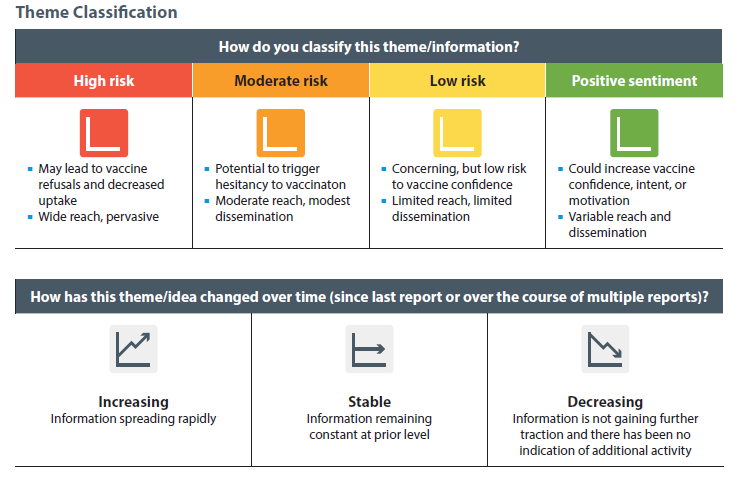 Theme Classification
How do you classify this theme/information?
High risk
Moderate risk
Low risk
Positive sentiment
▪ May lead to vaccine
refusals and decreased
uptake
▪ Wide reach, pervasive
▪ Potential to trigger
hesitancy to vaccinaton
▪ Moderate reach, modest
dissemination
▪ Concerning, but low risk
to vaccine confidence
▪ Limited reach, limited
dissemination
▪ Could increase vaccine
confidence, intent, or
motivation
▪ Variable reach and
dissemination
How has this theme/idea changed over time (since last report or over the course of multiple reports)?
Increasing
Information spreading rapidly
Stable
Information remaining
constant at prior level
Decreasing
Information is not gaining further
traction and there has been no
indication of additional activity